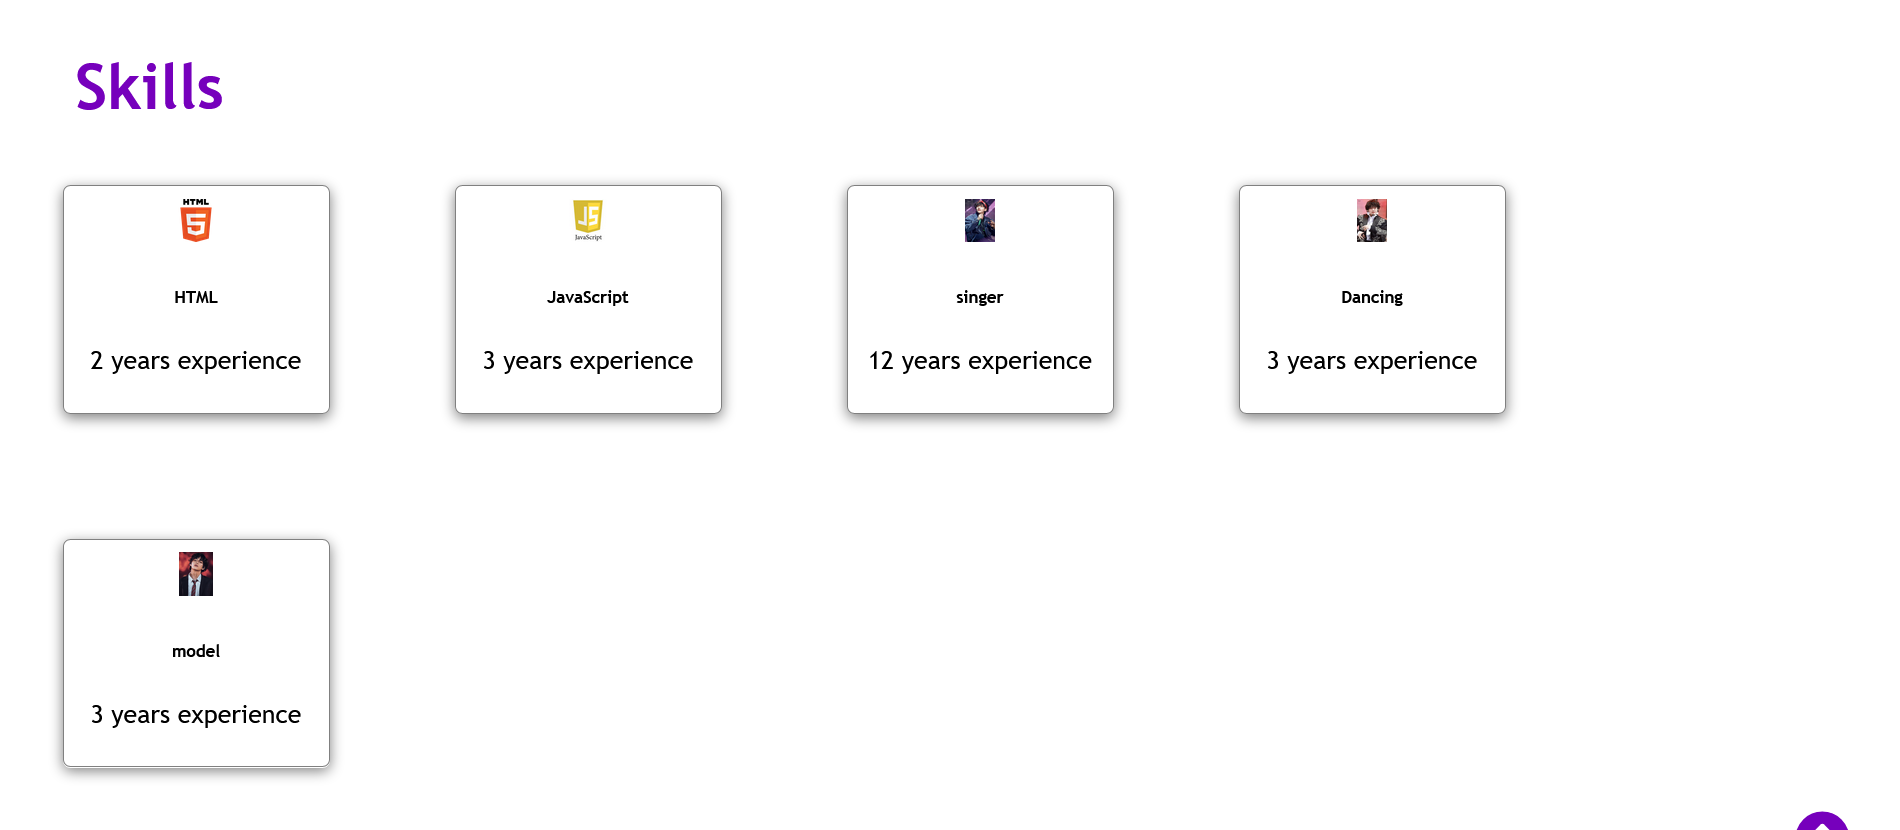 Skills
HTML
5
HTML
2 years experience
JS
JavaScript
JavaScript
3 years experience
singer
12 years experience
Dancing
3 years experience
model
3 years experience